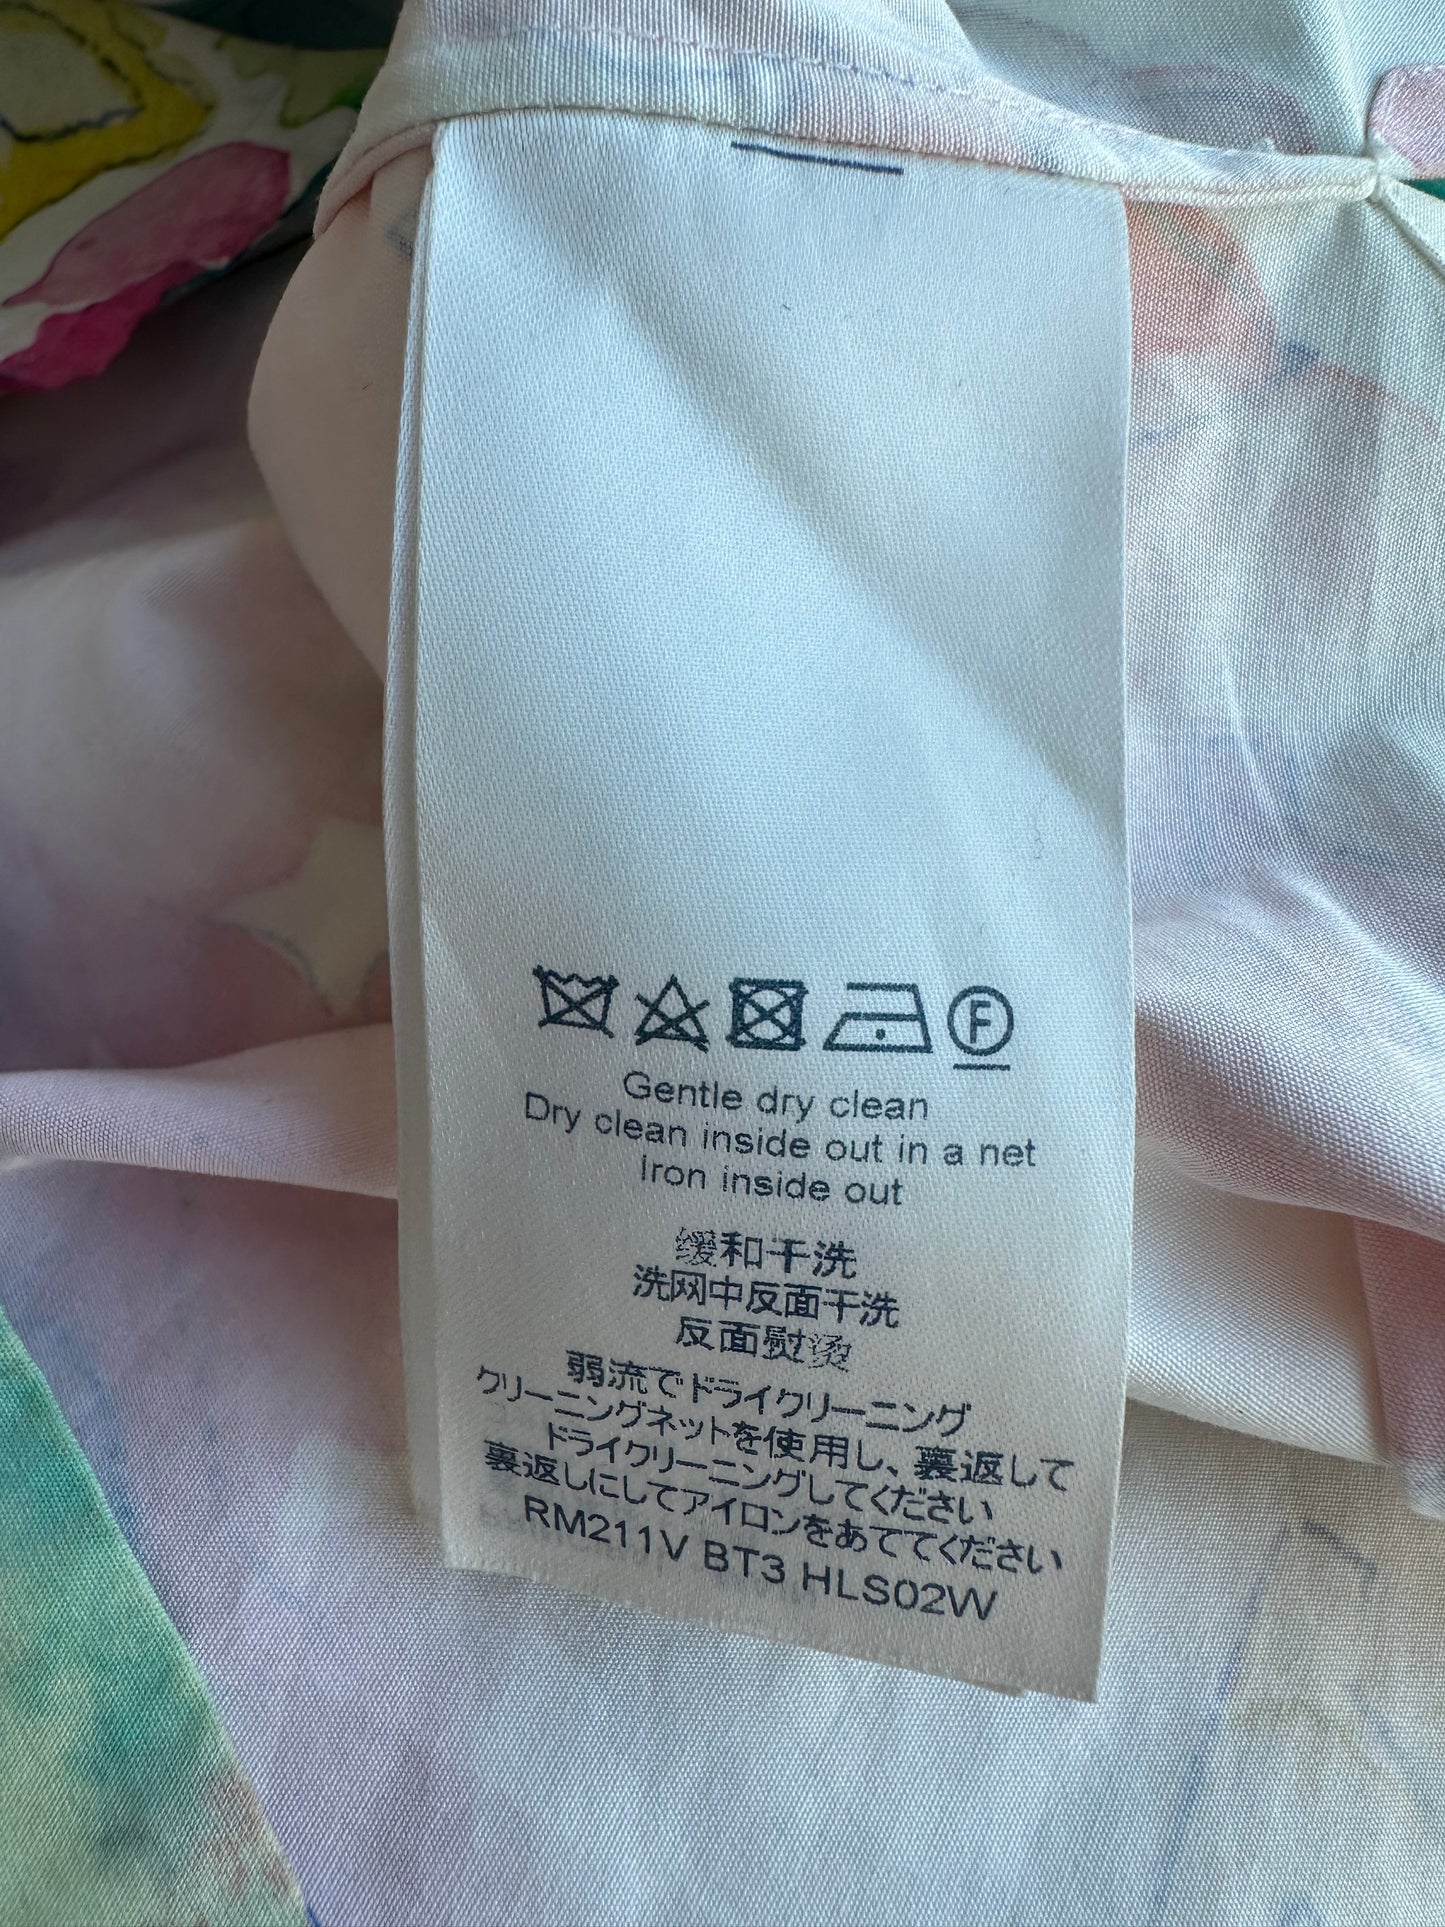 F
Gentle dry clean
Dry clean inside out in a net
Iron inside out
缓和干洗
洗网中反面干洗
反面熨烫
弱流でドライクリーニング
クリーニングネットを使用し、裏返して
ドライクリーニングしてください
裏返しにしてアイロンをあててください
RM211V BT3 HLS02W